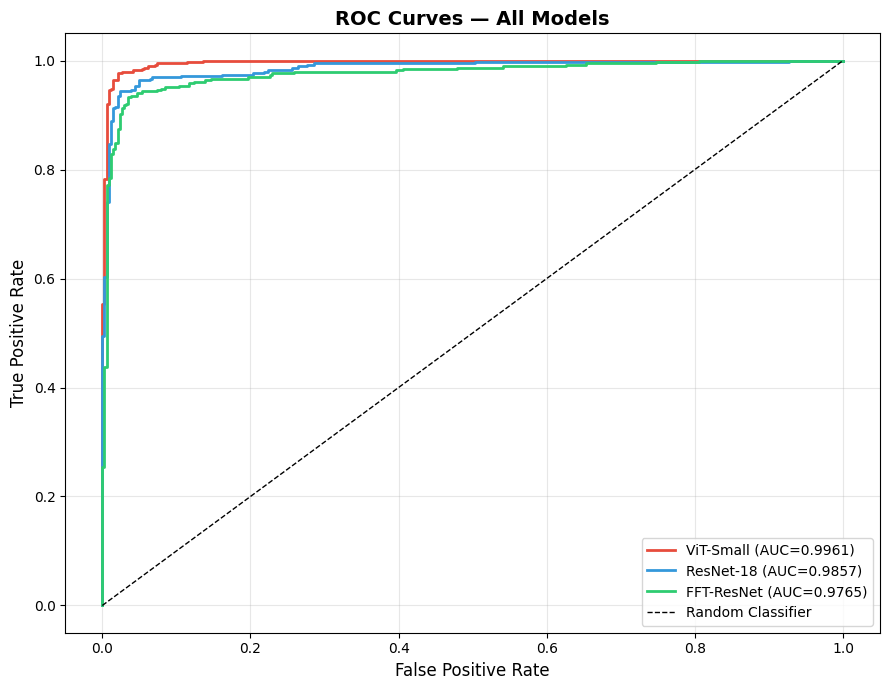 ROC Curves — All Models
True Positive Rate
1.0
0.8
0.6
0.4
0.2
0.0
0.0 0.2 0.4 0.6 0.8 1.0
False Positive Rate
ViT-Small (AUC=0.9961)
ResNet-18 (AUC=0.9857)
FFT-ResNet (AUC=0.9765)
Random Classifier